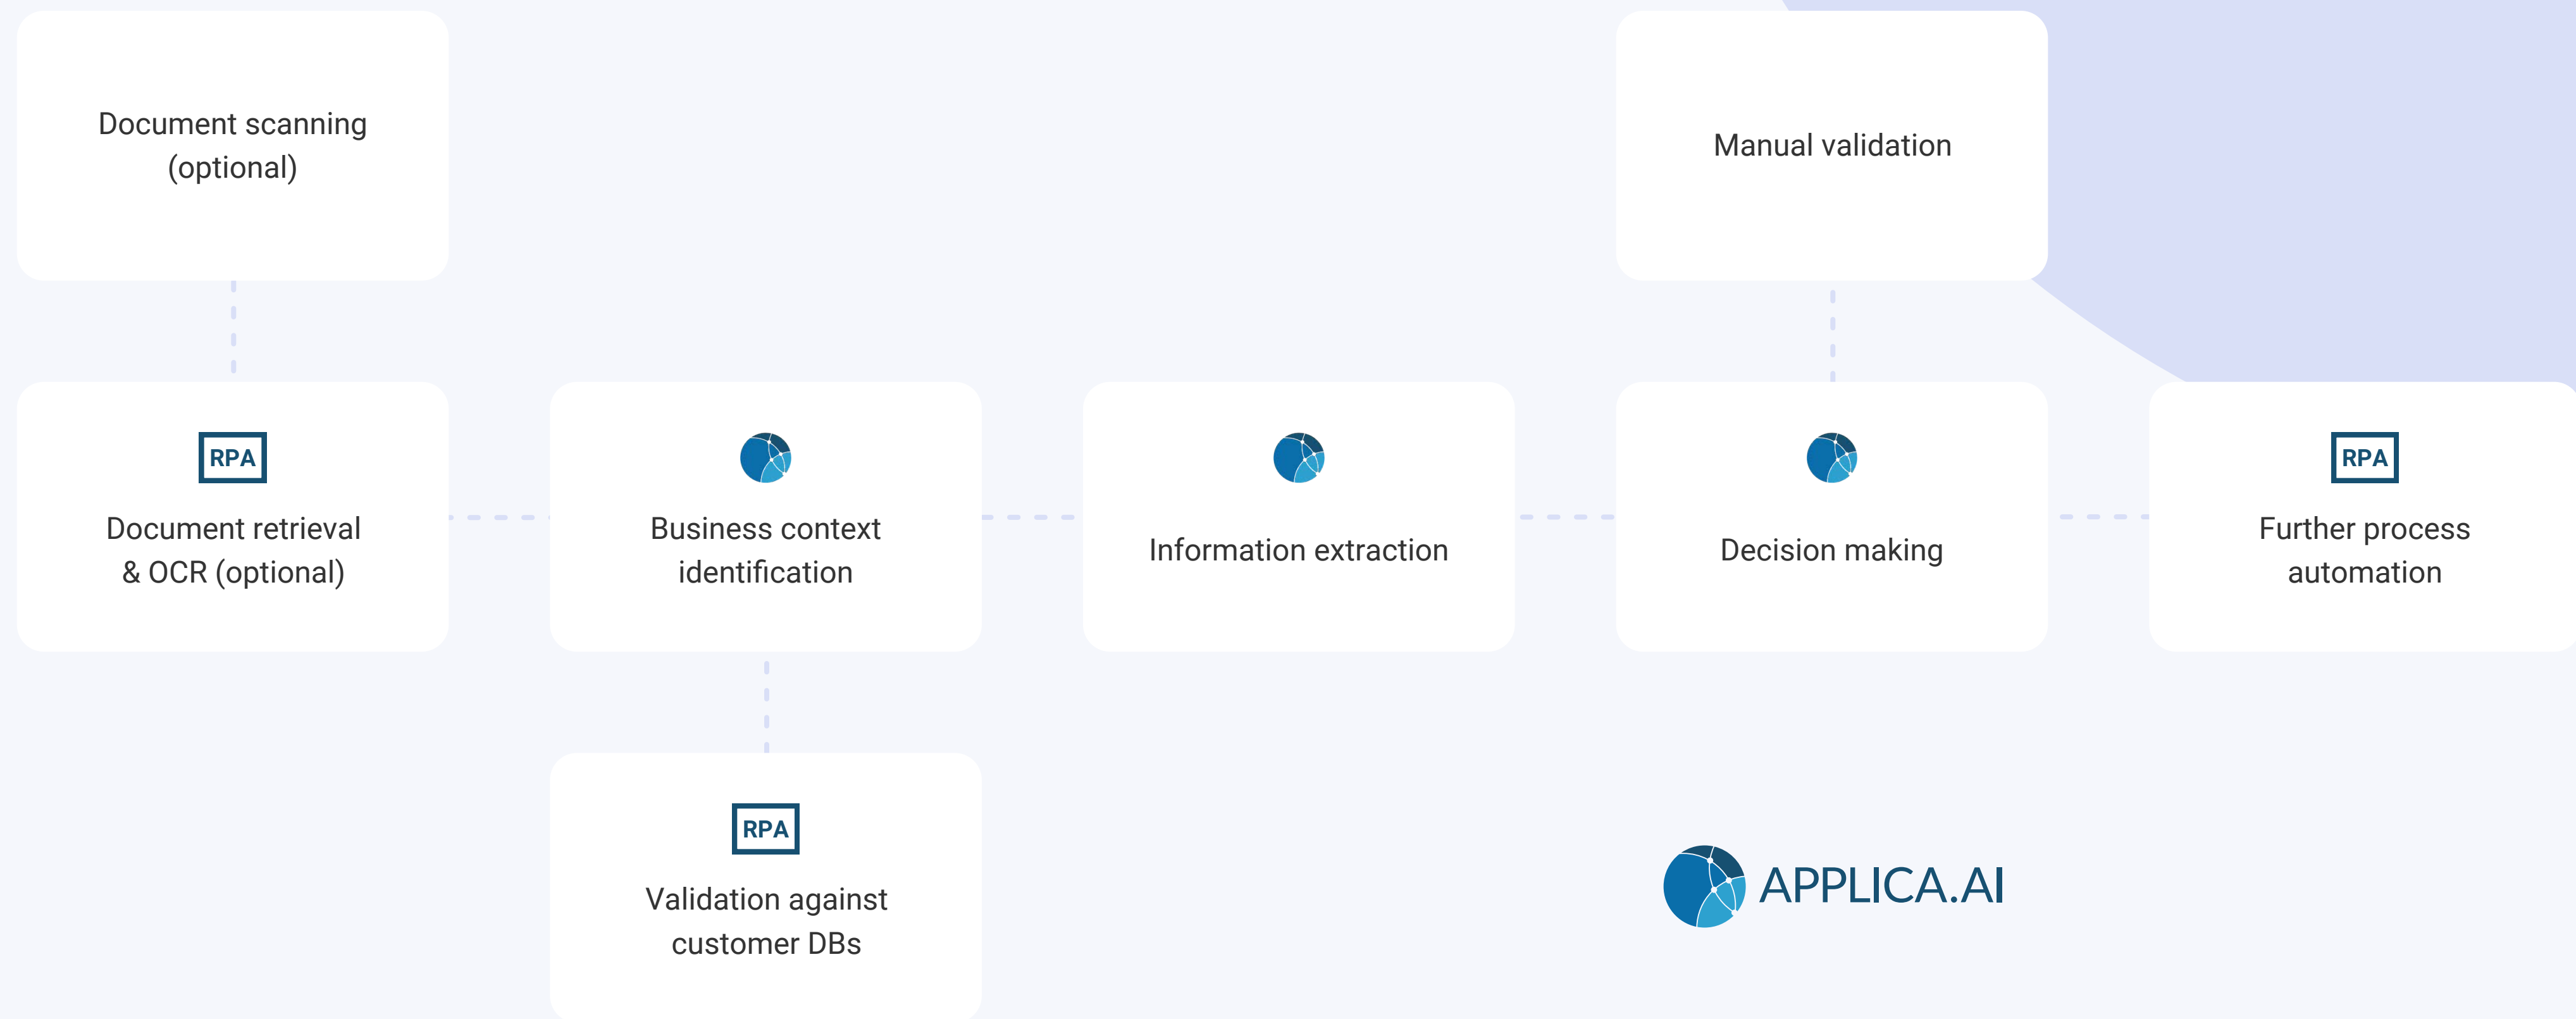 Document scanning
(optional)
Manual validation
RPA
Document retrieval
& OCR (optional)
Business context
identification
Information extraction
Decision making
RPA
Further process
automation
RPA
Validation against
customer DBs
APPLICA.AI